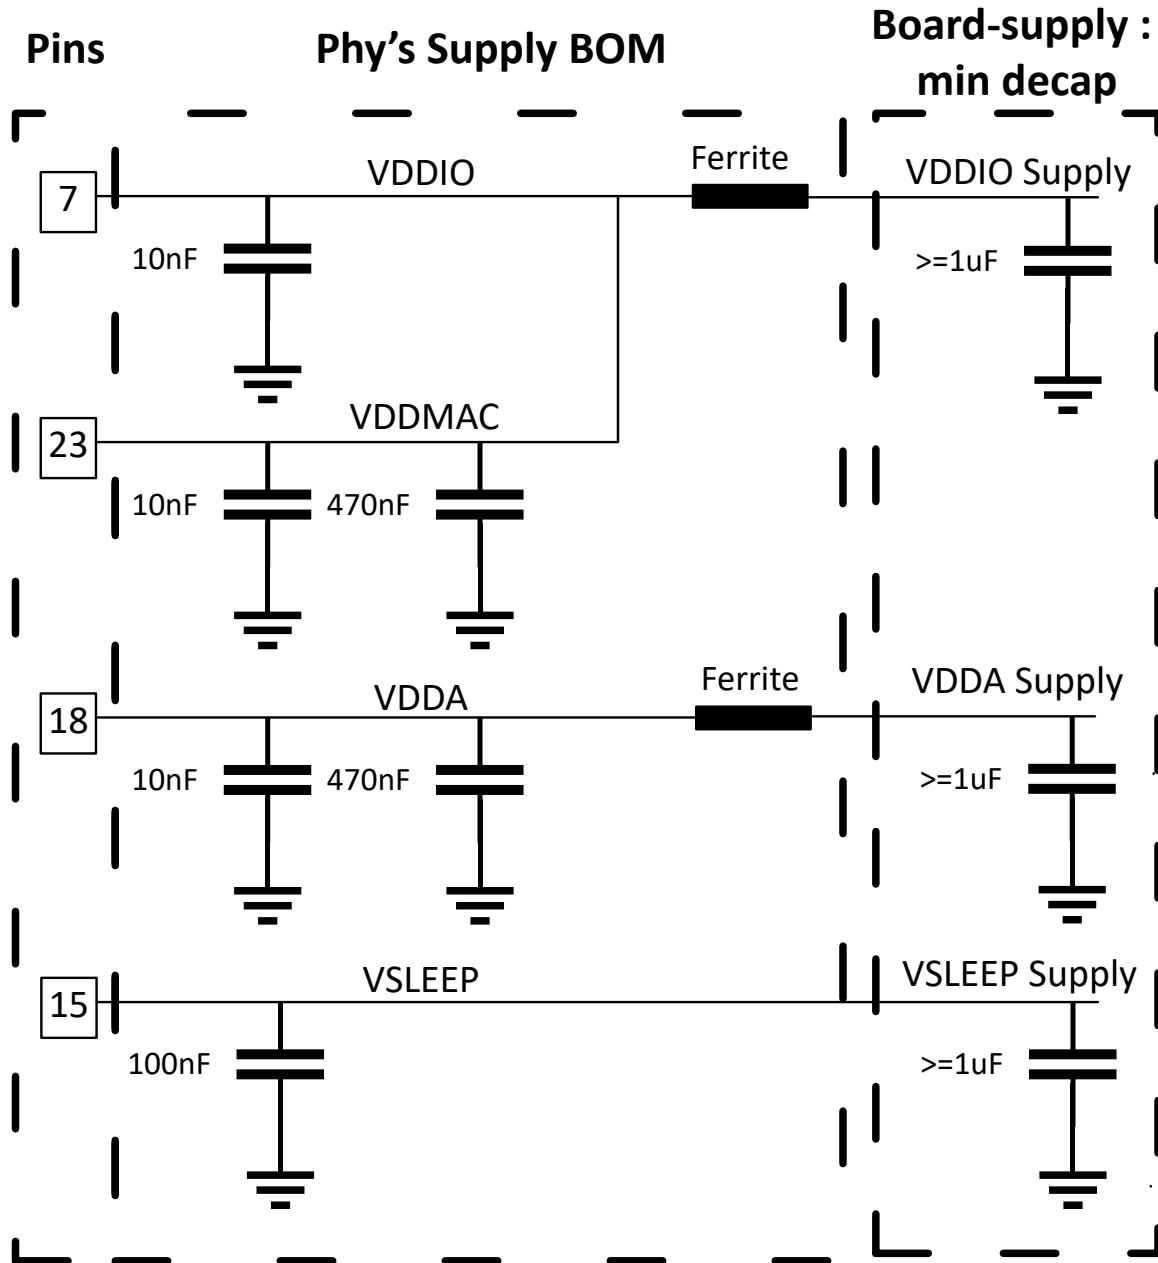 Pins
Phy's Supply BOM
Board-supply :
min decap
7
VDDIO
Ferrite
VDDIO Supply
10nF
>=1uF
23
VDDMAC
10nF
470nF
18
VDDA
Ferrite
VDDA Supply
10nF
470nF
>=1uF
15
VSLEEP
VSLEEP Supply
100nF
>=1uF